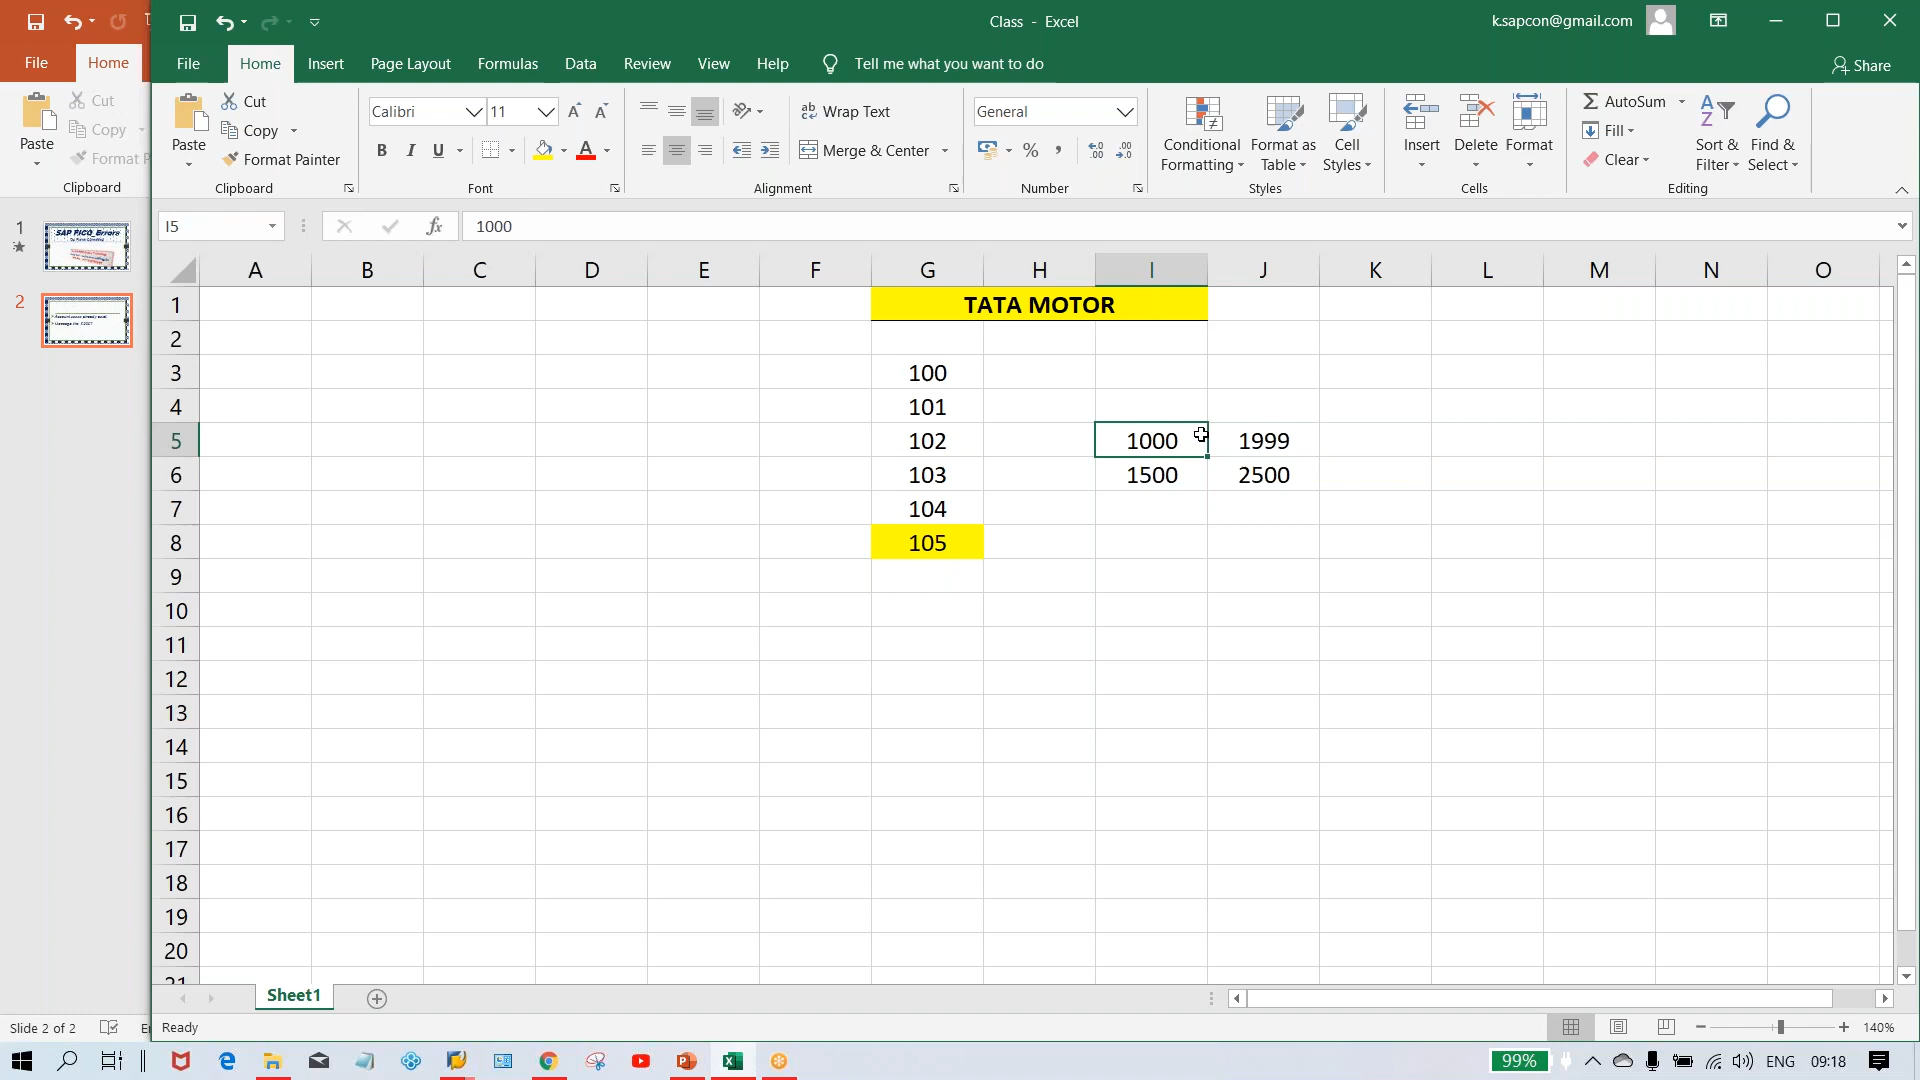 Class - Excel
k.sapcon@gmail.com
File
Home
File
Home
Insert
Page Layout
Formulas
Data
Review
View
Help
Tell me what you want to do
Share
Paste
Cut
Copy
Format P
Clipboard
Paste
Cut
Copy
Format Painter
Clipboard
Calibri
11
B I U
Font
Wrap Text
Merge & Center
Alignment
General
%
Number
Conditional
Formatting
Format as
Table
Cell
Styles
Styles
Insert
Delete
Format
Cells
AutoSum
Fill
Clear
Sort &
Filter
Find &
Select
Editing
I5
fx
1000
1
SAP FICO_Errors
2
A B C D E F G H I J K L M N O
1 TATA MOTOR
2
3 100
4 101
5 102 1000 1999
6 103 1500 2500
7 104
8 105
9
10
11
12
13
14
15
16
17
18
19
20
21
Sheet1
Slide 2 of 2
Ready
140%
99%
ENG
09:18